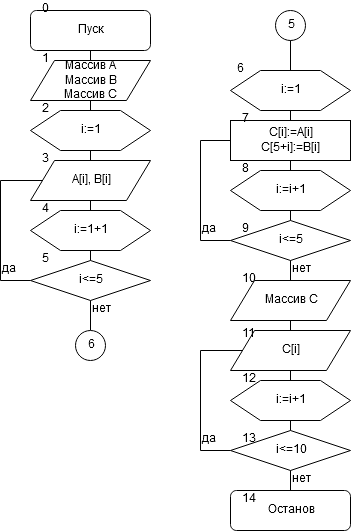 0
Пуск
1
Массив A
Массив B
Массив C
2
i:=1
3
A[i], B[i]
4
i:=1+1
5
i<=5
да
нет
6
5
6
i:=1
7
C[i]:=A[i]
C[5+i]:=B[i]
8
i:=i+1
9
i<=5
да
нет
10
Массив C
11
C[i]
12
i:=i+1
13
i<=10
да
нет
14
Останов